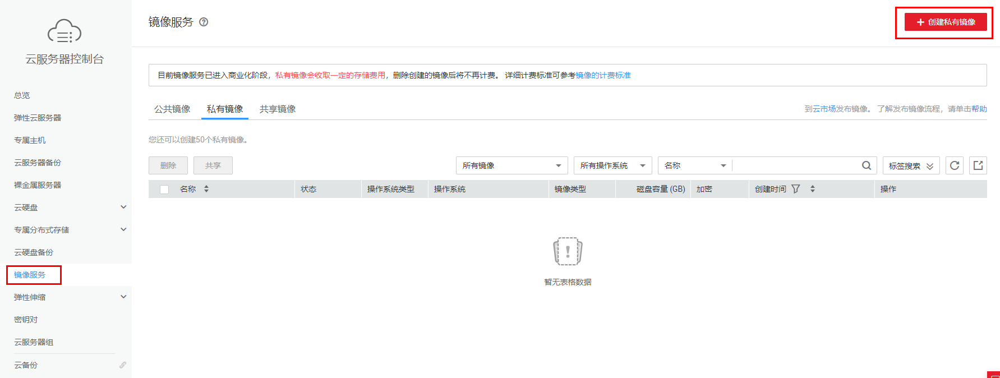 云服务器控制台
总览
弹性云服务器
专属主机
云服务器备份
裸金属服务器
云硬盘
专属分布式存储
云硬盘备份
镜像服务
弹性伸缩
密钥对
云服务器组
云备份
镜像服务 ?
+ 创建私有镜像
目前镜像服务已进入商业化阶段，私有镜像会收取一定的存储费用，删除创建的镜像后将不再计费。 详细计费标准可参考镜像的计费标准
公共镜像 私有镜像 共享镜像 到云市场发布镜像。 了解发布镜像流程，请单击帮助
您还可以创建50个私有镜像。
删除 共享 所有镜像 所有操作系统 名称 标签搜索
名称 状态 操作系统类型 操作系统 镜像类型 磁盘容量 (GB) 加密 创建时间 操作
暂无表格数据